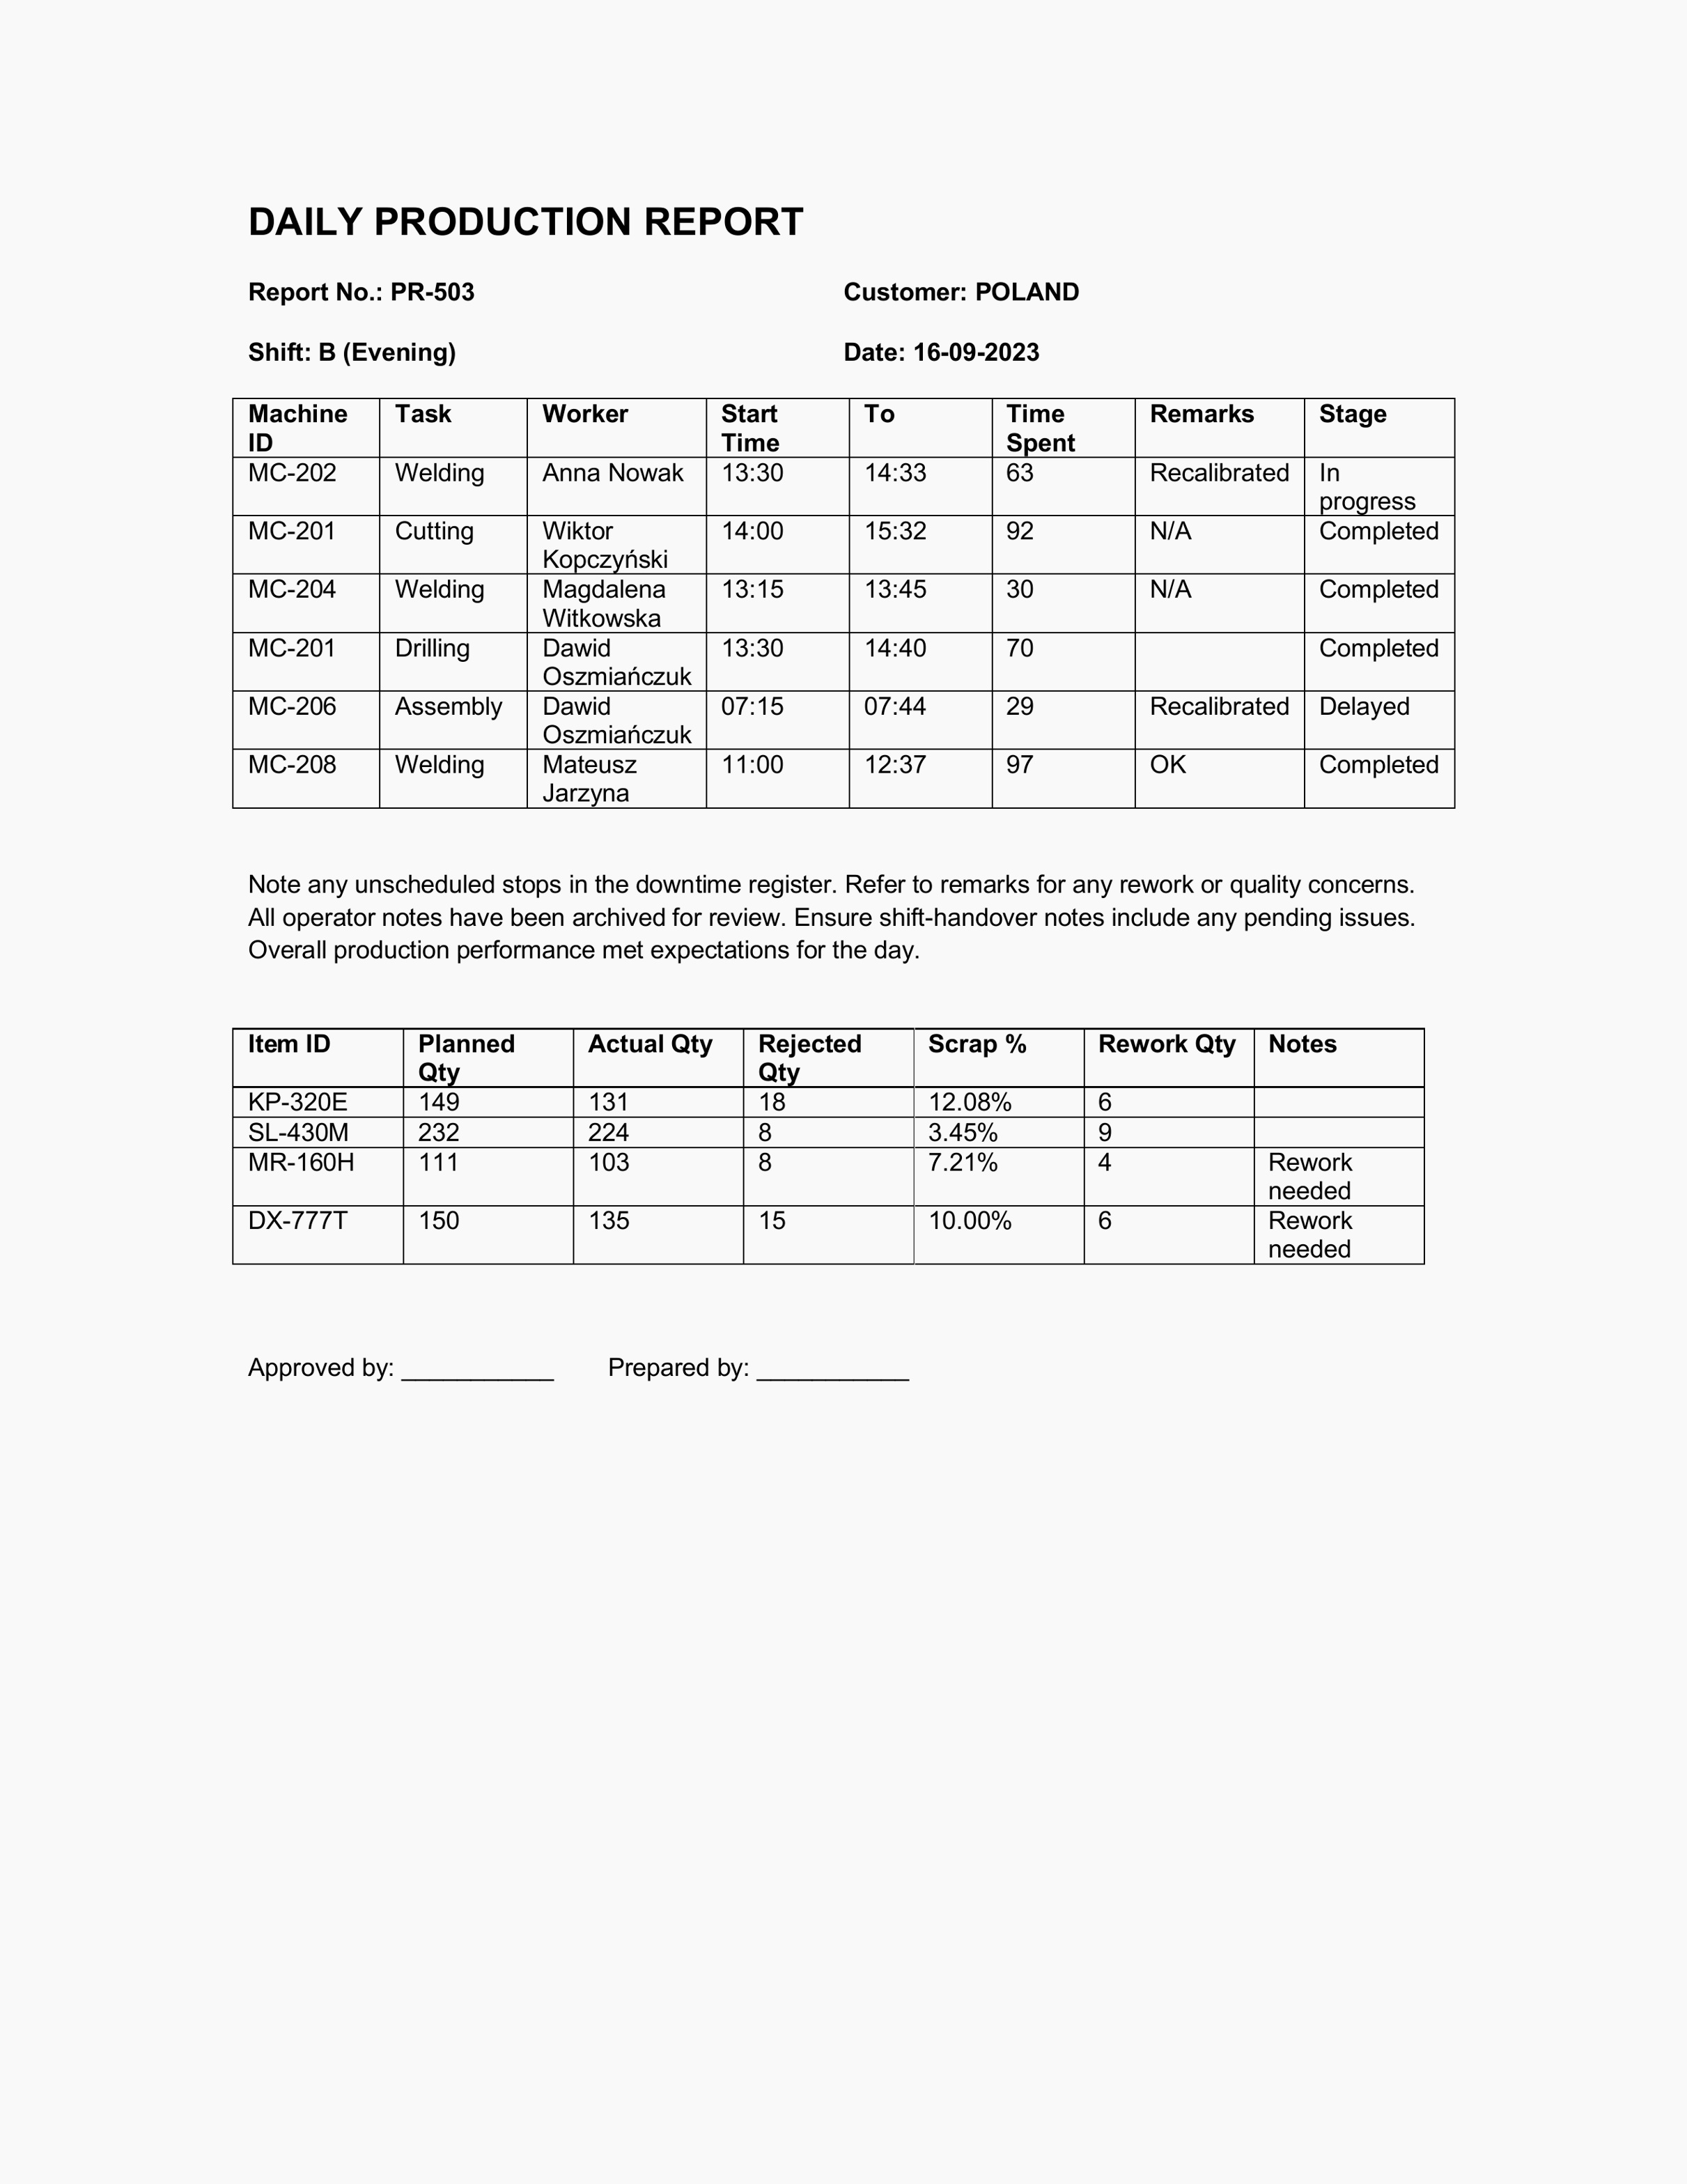 DAILY PRODUCTION REPORT
Report No.: PR-503 Customer: POLAND
Shift: B (Evening) Date: 16-09-2023
Machine ID Task Worker Start Time To Time Spent Remarks Stage
MC-202 Welding Anna Nowak 13:30 14:33 63 Recalibrated In progress
MC-201 Cutting Wiktor Kopczyński 14:00 15:32 92 N/A Completed
MC-204 Welding Magdalena Witkowska 13:15 13:45 30 N/A Completed
MC-201 Drilling Dawid Oszmiańczuk 13:30 14:40 70 Completed
MC-206 Assembly Dawid Oszmiańczuk 07:15 07:44 29 Recalibrated Delayed
MC-208 Welding Mateusz Jarzyna 11:00 12:37 97 OK Completed
Note any unscheduled stops in the downtime register. Refer to remarks for any rework or quality concerns.
All operator notes have been archived for review. Ensure shift-handover notes include any pending issues.
Overall production performance met expectations for the day.
Item ID Planned Qty Actual Qty Rejected Qty Scrap % Rework Qty Notes
KP-320E 149 131 18 12.08% 6
SL-430M 232 224 8 3.45% 9
MR-160H 111 103 8 7.21% 4 Rework needed
DX-777T 150 135 15 10.00% 6 Rework needed
Approved by: ___________ Prepared by: ___________